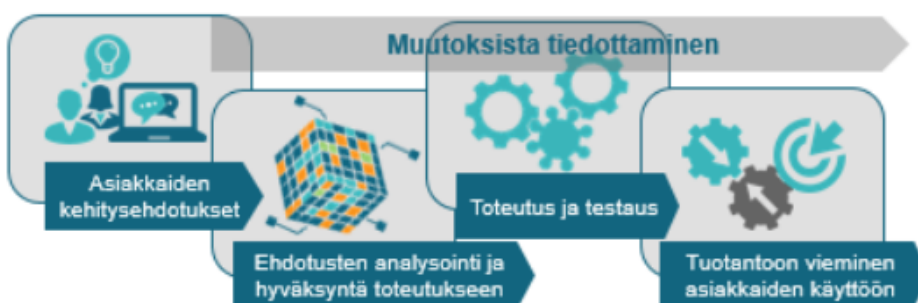 Muutoksista tiedottaminen
Asiakkaiden
kehitysehdotukset
Ehdotusten analysointi ja
hyväksyntä toteutukseen
Toteutus ja testaus
Tuotantoon vieminen
asiakkaiden käyttöön